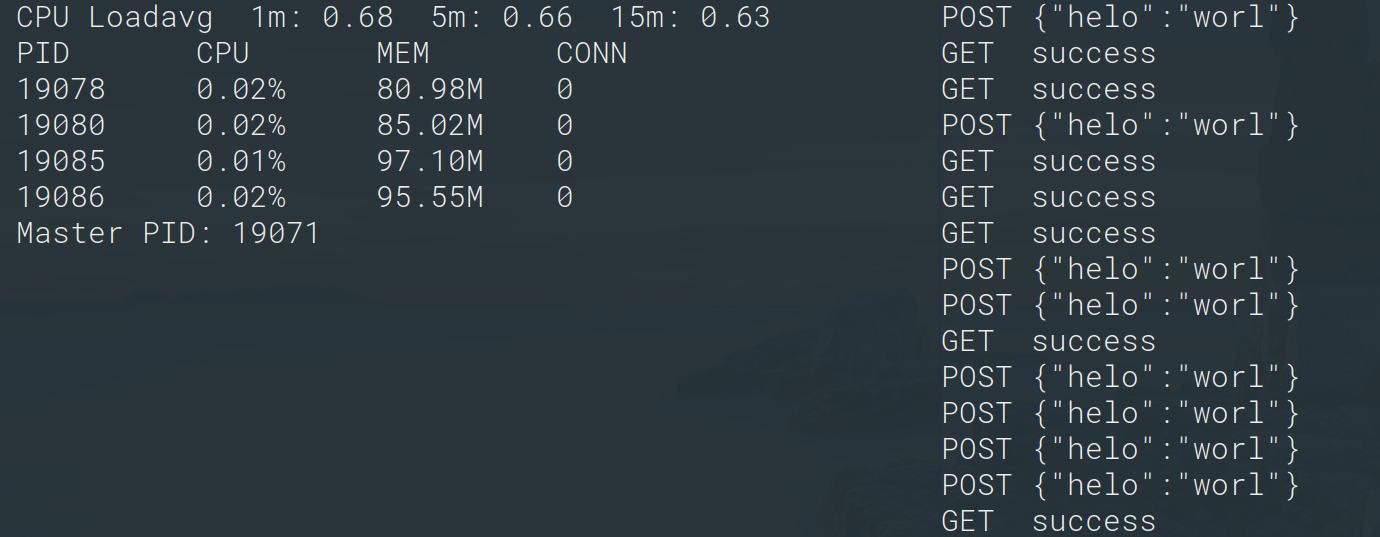 CPU Loadavg  1m: 0.68  5m: 0.66  15m: 0.63
PID CPU MEM CONN
19078 0.02% 80.98M 0
19080 0.02% 85.02M 0
19085 0.01% 97.10M 0
19086 0.02% 95.55M 0
Master PID: 19071
POST {"helo":"worl"}
GET  success
GET  success
POST {"helo":"worl"}
GET  success
GET  success
GET  success
POST {"helo":"worl"}
POST {"helo":"worl"}
GET  success
POST {"helo":"worl"}
POST {"helo":"worl"}
POST {"helo":"worl"}
POST {"helo":"worl"}
GET  success